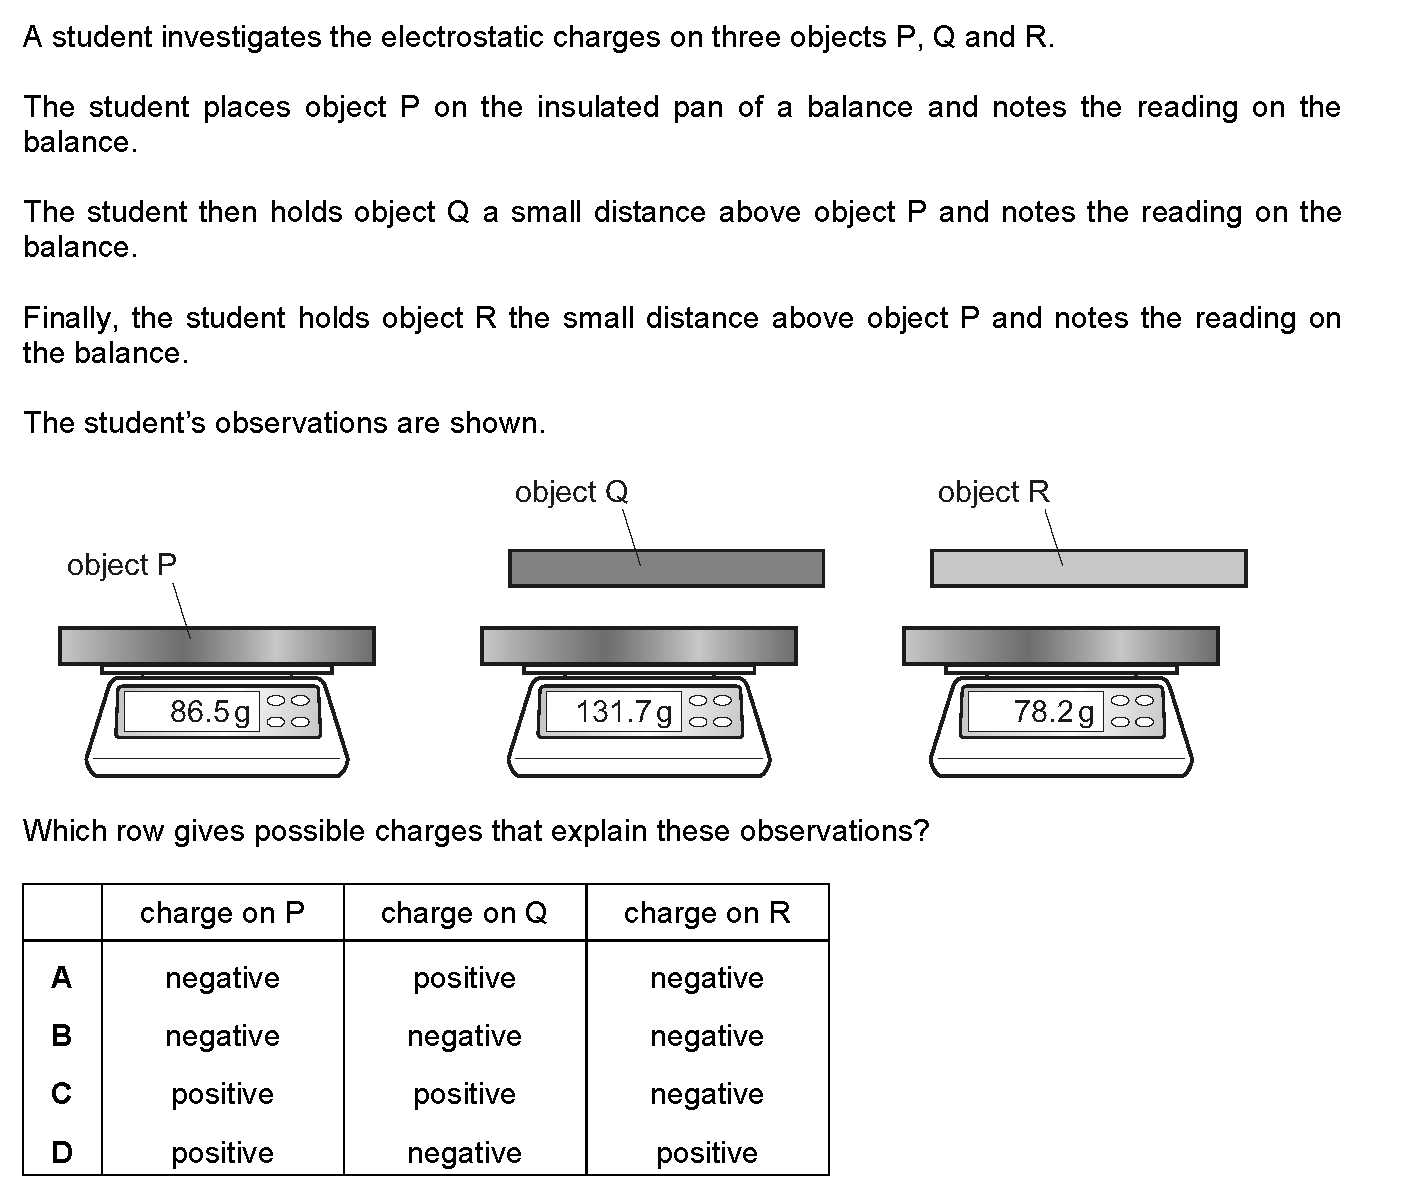 A student investigates the electrostatic charges on three objects P, Q and R.
The student places object P on the insulated pan of a balance and notes the reading on the
balance.
The student then holds object Q a small distance above object P and notes the reading on the
balance.
Finally, the student holds object R the small distance above object P and notes the reading on
the balance.
The student’s observations are shown.
object Q
object R
object P
86.5 g
131.7 g
78.2 g
Which row gives possible charges that explain these observations?
charge on P charge on Q charge on R
A negative positive negative
B negative negative negative
C positive positive negative
D positive negative positive